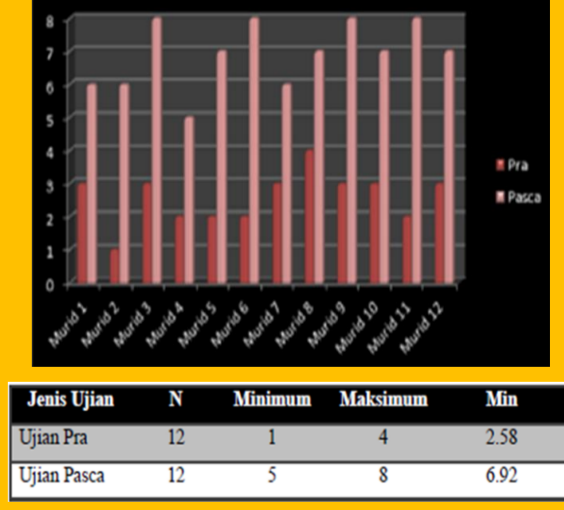 8
7
6
5
4
3
2
1
0
Pra
Pasca
Murid 1
Murid 2
Murid 3
Murid 4
Murid 5
Murid 6
Murid 7
Murid 8
Murid 9
Murid 10
Murid 11
Murid 12
Jenis Ujian N Minimum Maksimum Min
Ujian Pra 12 1 4 2.58
Ujian Pasca 12 5 8 6.92